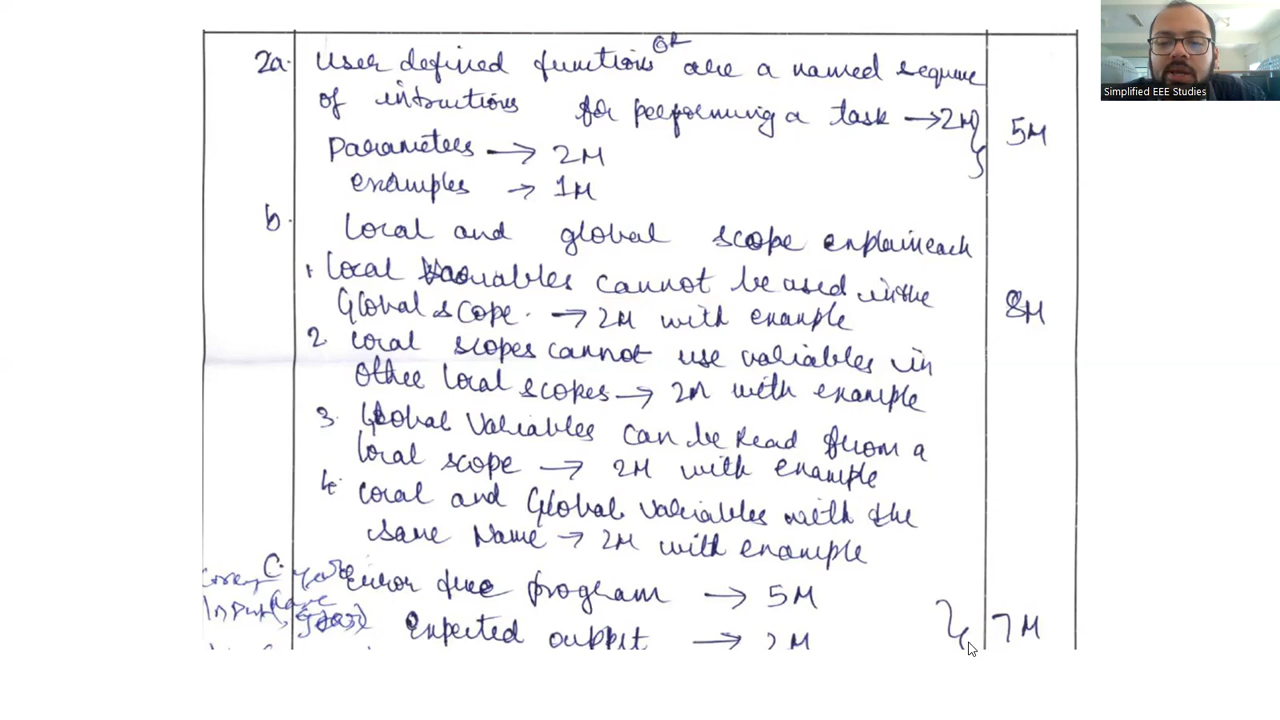 OR
2a. User defined functions are a named sequence
of intructions for performing a task → 2M } 5M
Parameters → 2M
examples → 1M
b. Local and global scope explain each
1. Local variables cannot be used in the
Global scope. → 2M with example 8M
2 Local scopes cannot use variables in
Other Local scopes → 2M with example
3. Global Variables can be Read from a
local scope → 2M with example
4. Local and Global Variables with the
same Name → 2M with example
C. Error free program → 5M
Input(
Expected output → 2M } 7M
Simplified EEE Studies